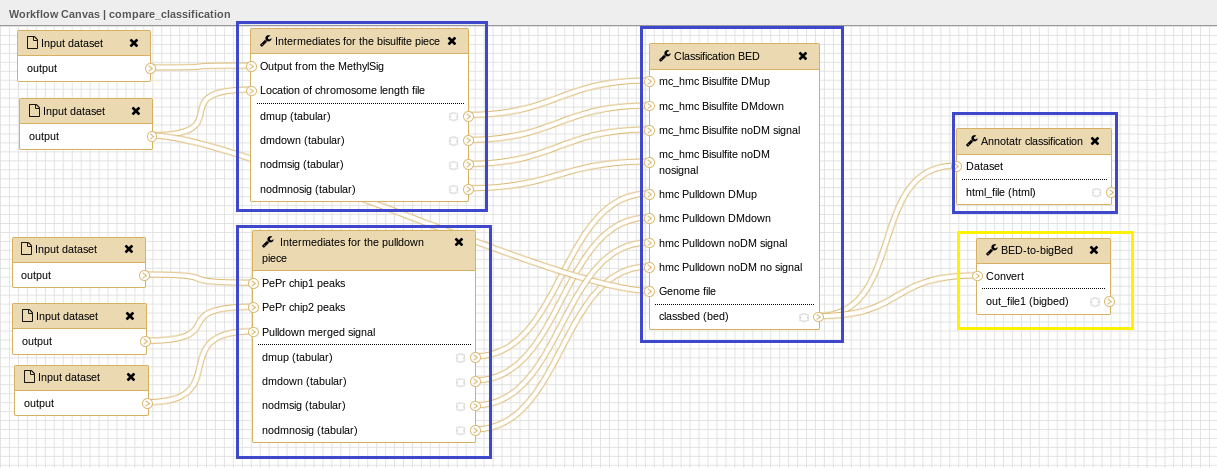 Workflow Canvas | compare_classification
Input dataset
output
Input dataset
output
Input dataset
output
Input dataset
output
Input dataset
output
Intermediates for the bisulfite piece
Output from the MethylSig
Location of chromosome length file
dmup (tabular)
dmdown (tabular)
nodmsig (tabular)
nodmnosig (tabular)
Intermediates for the pulldown
piece
PePr chip1 peaks
PePr chip2 peaks
Pulldown merged signal
dmup (tabular)
dmdown (tabular)
nodmsig (tabular)
nodmnosig (tabular)
Classification BED
mc_hmc Bisulfite DMup
mc_hmc Bisulfite DMdown
mc_hmc Bisulfite noDM signal
mc_hmc Bisulfite noDM
nosignal
hmc Pulldown DMup
hmc Pulldown DMdown
hmc Pulldown noDM signal
hmc Pulldown noDM no signal
Genome file
classbed (bed)
Annotatr classification
Dataset
html_file (html)
BED-to-bigBed
Convert
out_file1 (bigbed)